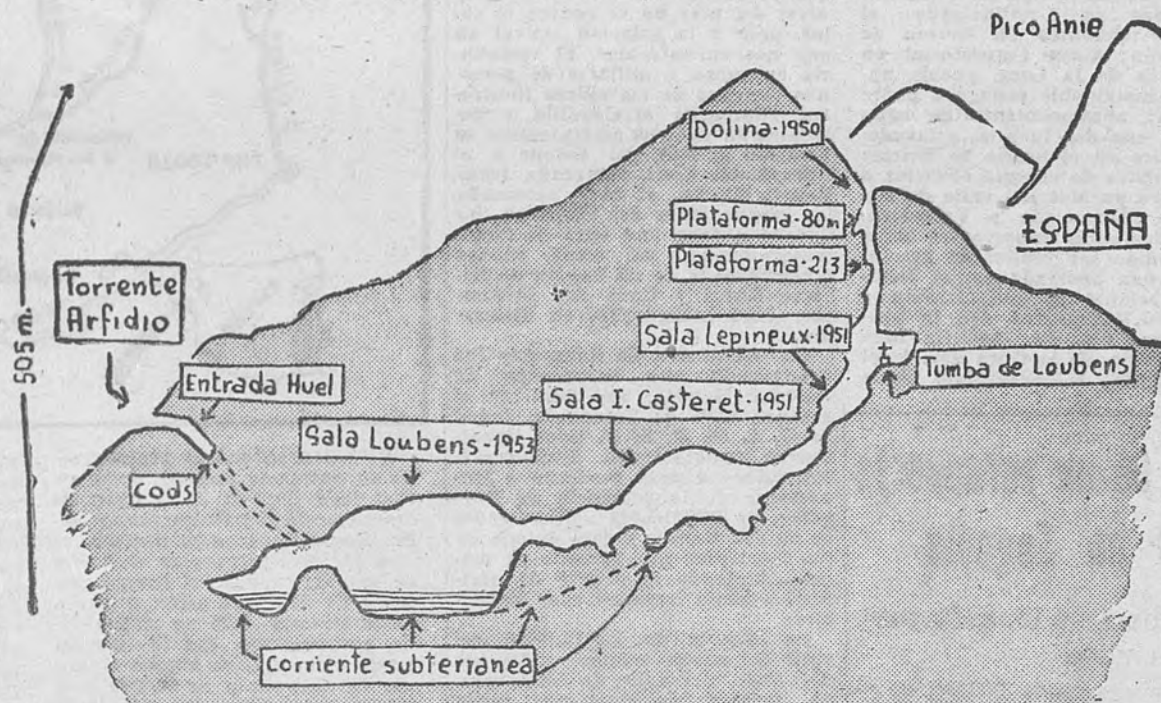 Pico Anie
Dolina-1950
Plataforma-80m
ESPAÑA
Plataforma-213
Torrente
Arfidio
505 m
Sala Lepineux-1951
Tumba de Loubens
Entrada Huel
Sala I. Casteret-1951
Sala Loubens-1953
Cods
Corriente subterranea